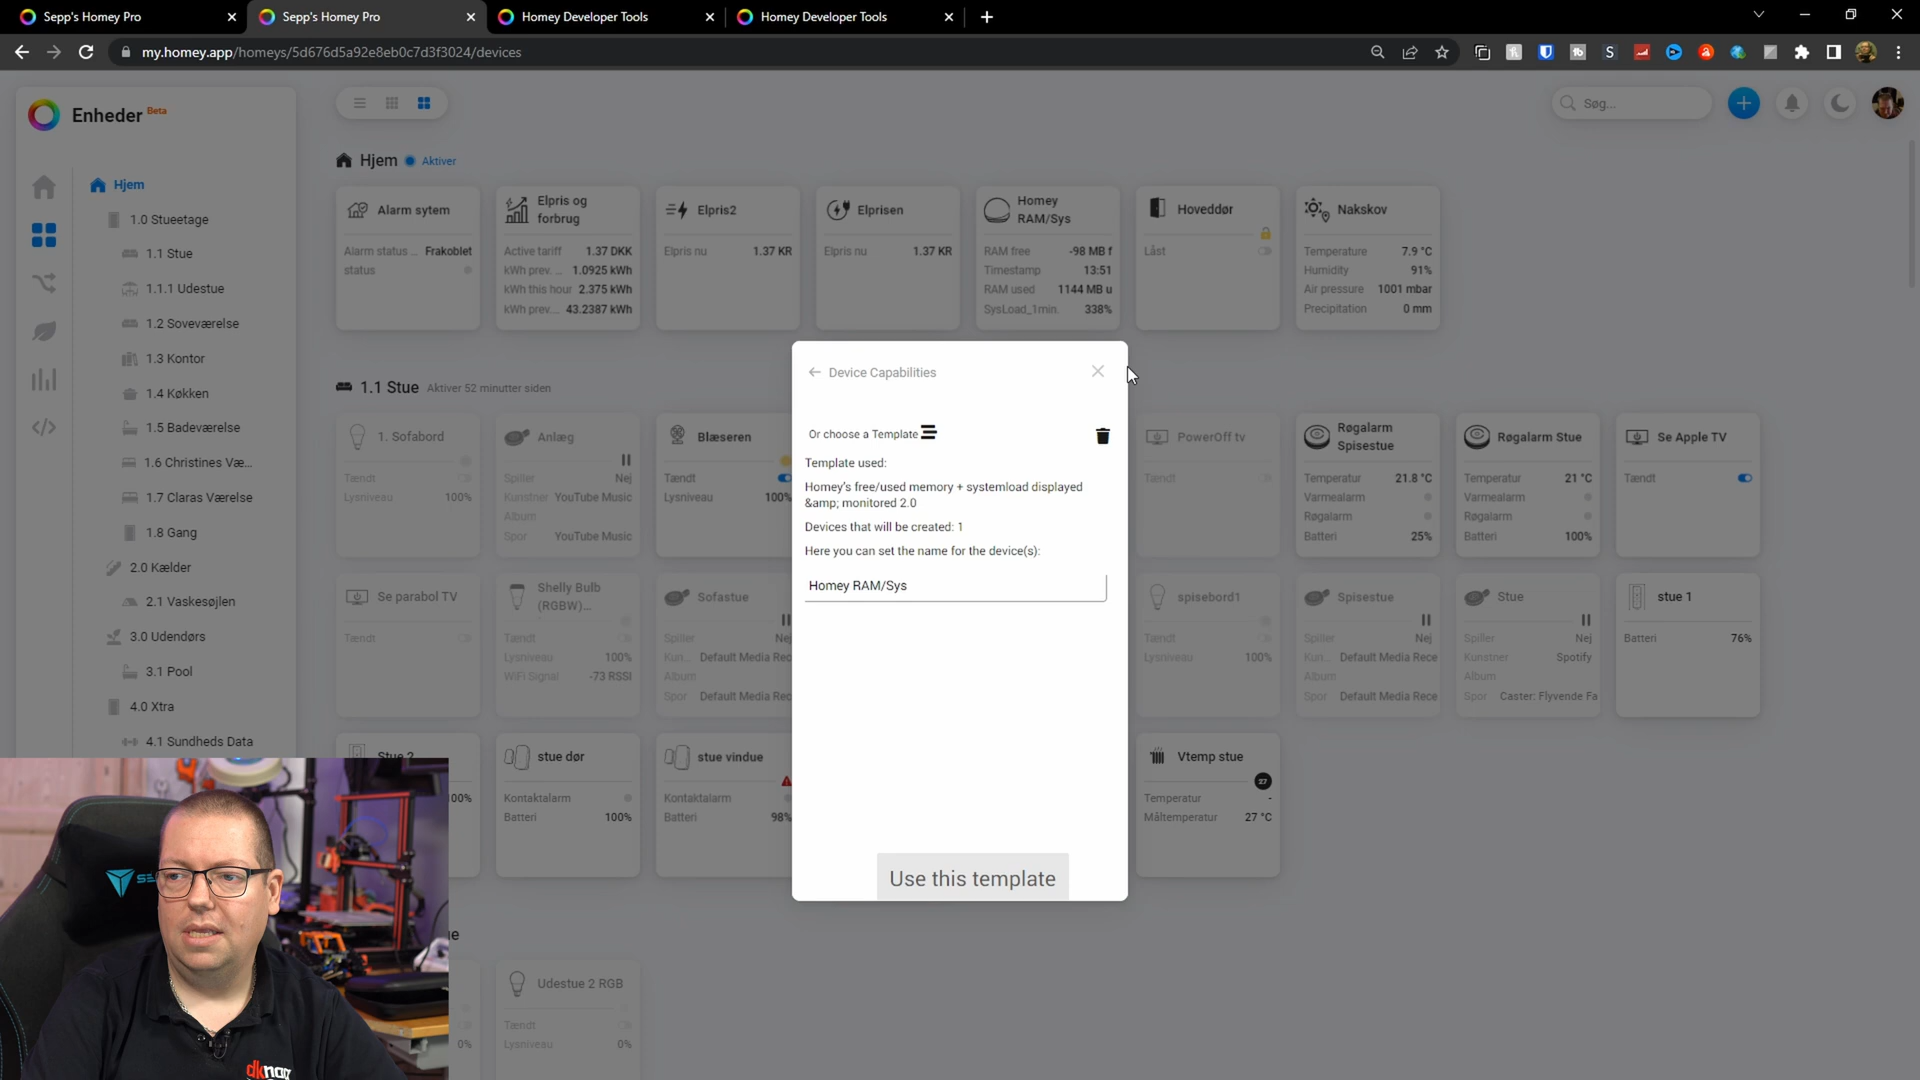 Sepp's Homey Pro
Sepp's Homey Pro
Homey Developer Tools
Homey Developer Tools
my.homey.app/homeys/5d676d5a92e8eb0c7d3f3024/devices
Enheder Beta
Søg...
Hjem
1.0 Stueetage
1.1 Stue
1.1.1 Udestue
1.2 Soveværelse
1.3 Kontor
1.4 Køkken
1.5 Badeværelse
1.6 Christines Væ...
1.7 Claras Værelse
1.8 Gang
2.0 Kælder
2.1 Vaskesøjlen
3.0 Udendørs
3.1 Pool
4.0 Xtra
4.1 Sundheds Data
Hjem Aktiver
Alarm sytem
Alarm status ... Frakoblet
status
Elpris og
forbrug
Active tariff 1.37 DKK
kWh prev. ... 1.0925 kWh
kWh this hour 2.375 kWh
kWh prev... 43.2387 kWh
Elpris2
Elpris nu 1.37 KR
Elprisen
Elpris nu 1.37 KR
Homey
RAM/Sys
RAM free -98 MB f
Timestamp 13:51
RAM used 1144 MB u
SysLoad_1min. 338%
Hoveddør
Låst
Nakskov
Temperature 7.9 °C
Humidity 91%
Air pressure 1001 mbar
Precipitation 0 mm
1.1 Stue Aktiver 52 minutter siden
1. Sofabord
Tændt
Lysniveau 100%
Anlæg
Spiller Nej
Kunstner YouTube Music
Album
Spor YouTube Music
Blæseren
Tændt
Lysniveau 100%
PowerOff tv
Tændt
Røgalarm
Spisestue
Temperatur 21.8 °C
Varmealarm
Røgalarm
Batteri 25%
Røgalarm Stue
Temperatur 21 °C
Varmealarm
Røgalarm
Batteri 100%
Se Apple TV
Tændt
Se parabol TV
Tændt
Shelly Bulb
(RGBW)...
Tændt
Lysniveau 100%
WiFi Signal -73 RSSI
Sofastue
Spiller Nej
Kun... Default Media Rec
Album
Spor Default Media Rec
spisebord1
Tændt
Lysniveau 100%
Spisestue
Spiller Nej
Kun... Default Media Rece
Album
Spor Default Media Rece
Stue
Spiller Nej
Kunstner Spotify
Album
Spor Caster: Flyvende Fa
stue 1
Batteri 76%
Stue 2
100%
stue dør
Kontaktalarm
Batteri 100%
stue vindue
Kontaktalarm
Batteri 98%
Vtemp stue
27
Temperatur -
Måltemperatur 27 °C
Udestue 2 RGB
Tændt
Lysniveau 0%
0%
Device Capabilities
Or choose a Template
Template used:
Homey's free/used memory + systemload displayed
&amp; monitored 2.0
Devices that will be created: 1
Here you can set the name for the device(s):
Homey RAM/Sys
Use this template